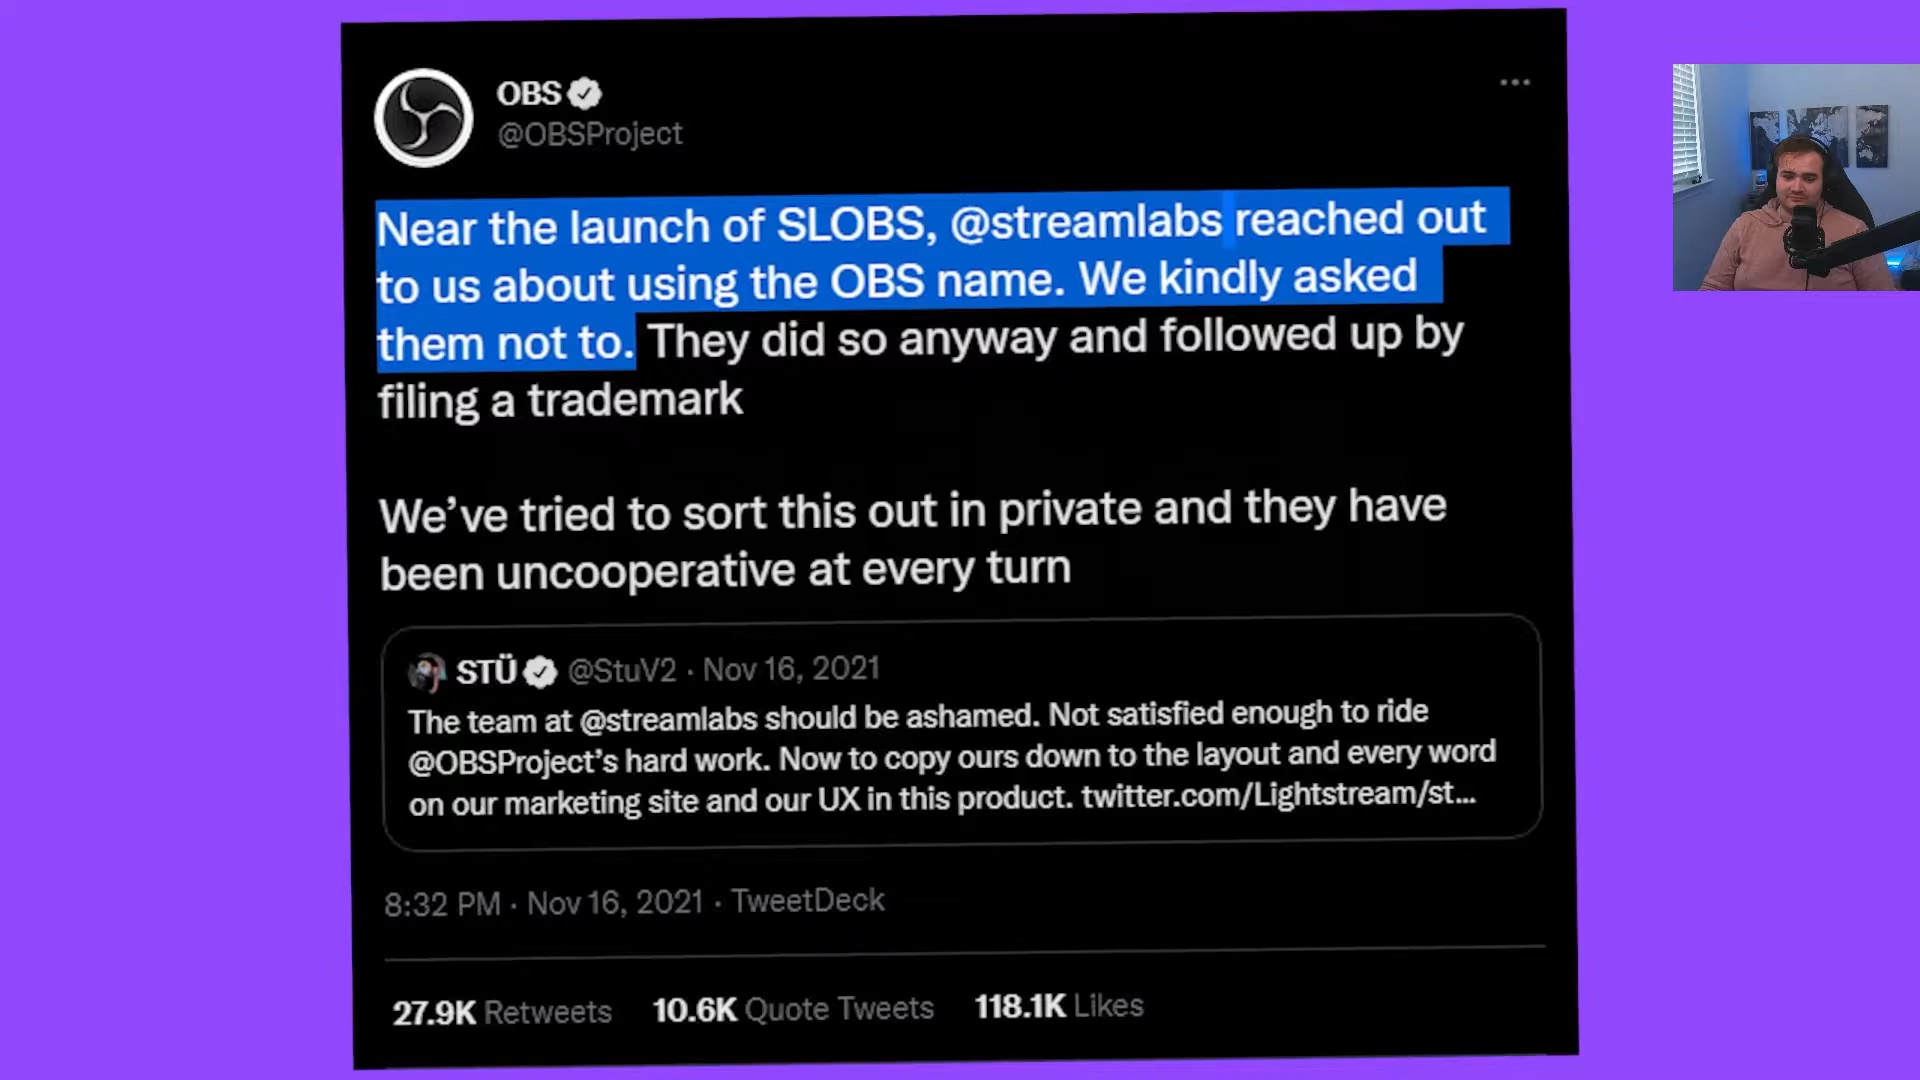 OBS
@OBSProject
Near the launch of SLOBS, @streamlabs reached out
to us about using the OBS name. We kindly asked
them not to. They did so anyway and followed up by
filing a trademark
We’ve tried to sort this out in private and they have
been uncooperative at every turn
STÜ @StuV2 · Nov 16, 2021
The team at @streamlabs should be ashamed. Not satisfied enough to ride
@OBSProject’s hard work. Now to copy ours down to the layout and every word
on our marketing site and our UX in this product. twitter.com/Lightstream/st...
8:32 PM · Nov 16, 2021 · TweetDeck
27.9K Retweets 10.6K Quote Tweets 118.1K Likes